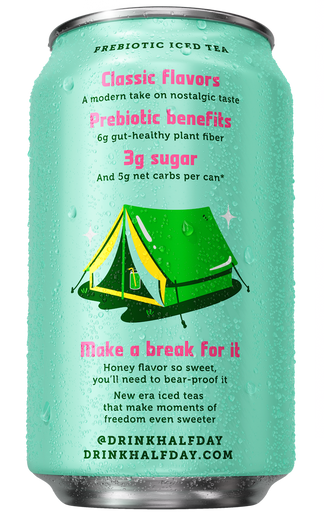 PREBIOTIC ICED TEA
Classic flavors
A modern take on nostalgic taste
Prebiotic benefits
6g gut-healthy plant fiber
3g sugar
And 5g net carbs per can*
Make a break for it
Honey flavor so sweet,
you'll need to bear-proof it
New era iced teas
that make moments of
freedom even sweeter
@DRINKHALFDAY
DRINKHALFDAY.COM